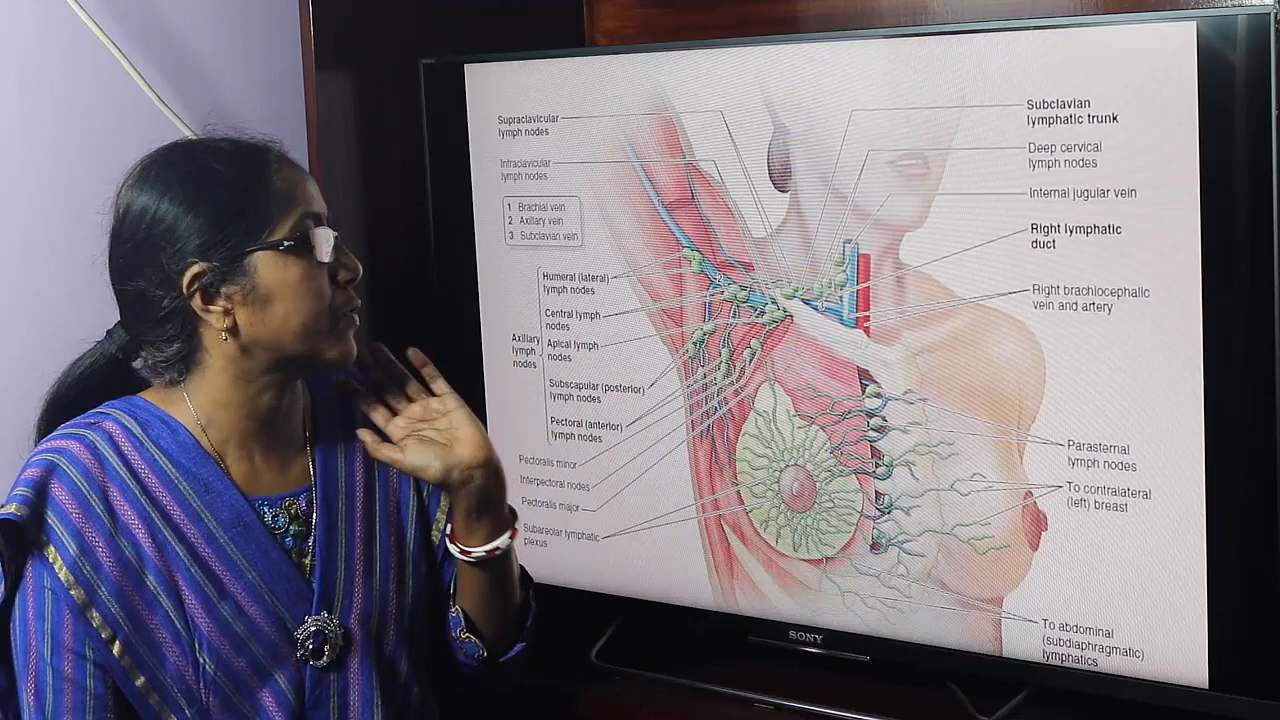 Supraclavicular
lymph nodes
Infraclavicular
lymph nodes
1 Brachial vein
2 Axillary vein
3 Subclavian vein
Humeral (lateral)
lymph nodes
Central lymph
nodes
Axillary
lymph
nodes
Apical lymph
nodes
Subscapular (posterior)
lymph nodes
Pectoral (anterior)
lymph nodes
Pectoralis minor
Interpectoral nodes
Pectoralis major
Subareolar lymphatic
plexus
Subclavian
lymphatic trunk
Deep cervical
lymph nodes
Internal jugular vein
Right lymphatic
duct
Right brachiocephalic
vein and artery
Parasternal
lymph nodes
To contralateral
(left) breast
To abdominal
(subdiaphragmatic)
lymphatics
2
3
SONY